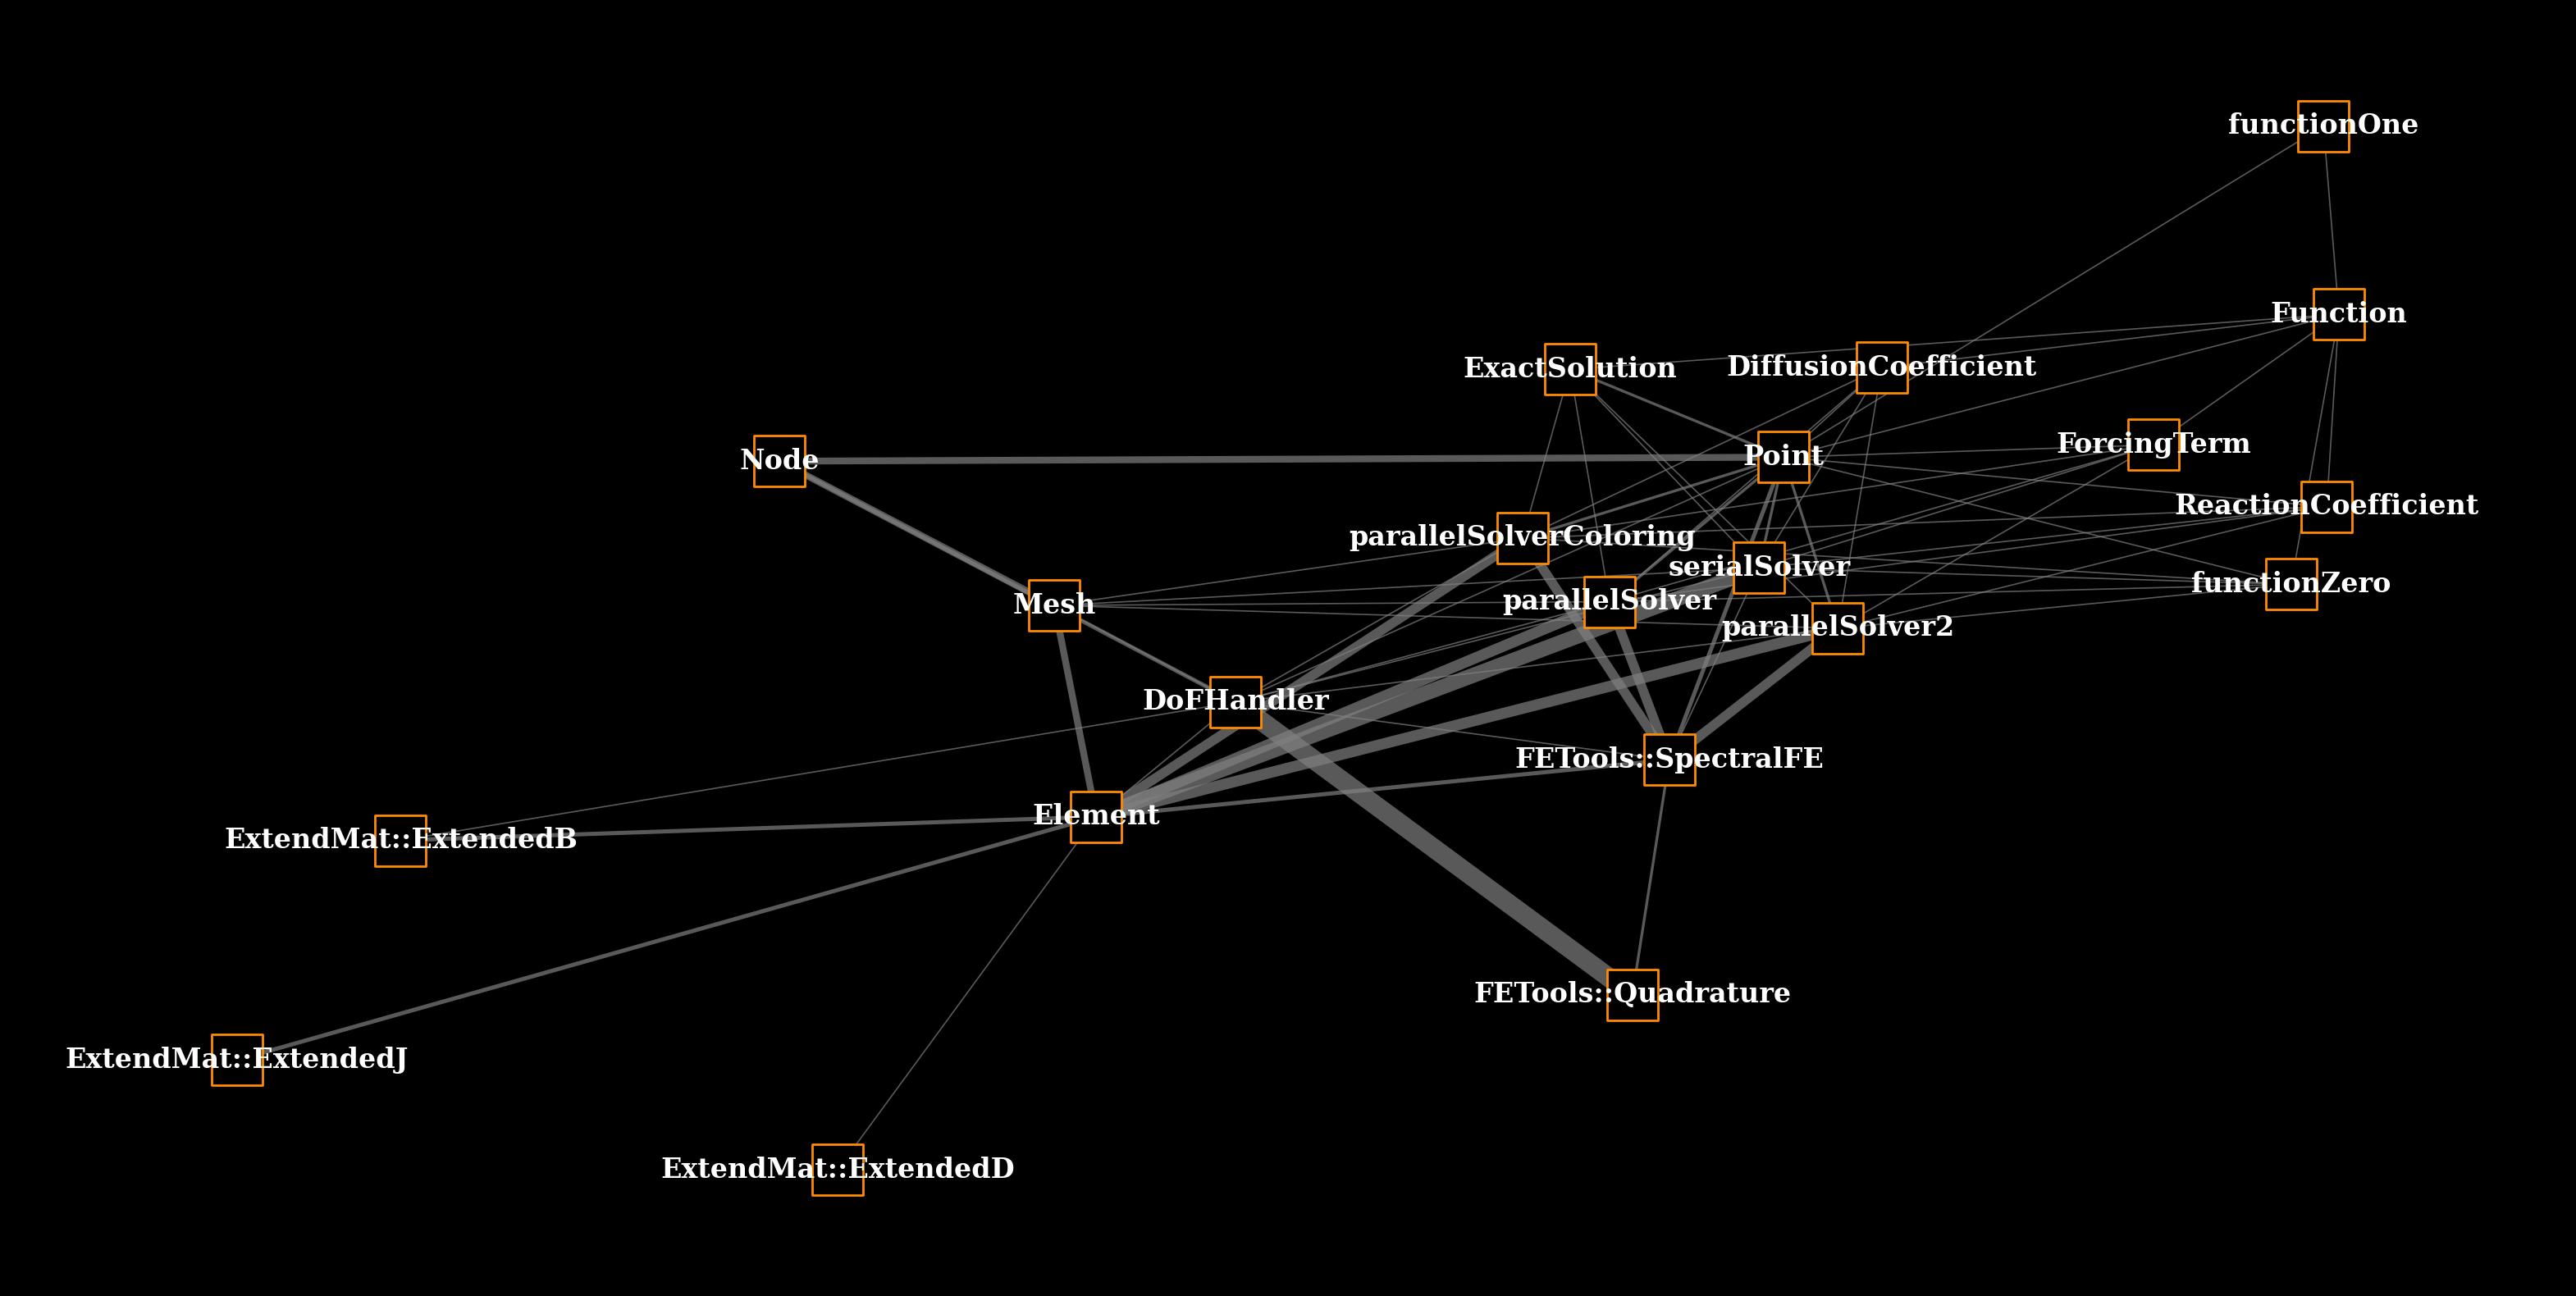 functionOne
Function
ExactSolution
DiffusionCoefficient
ForcingTerm
Node
Point
ReactionCoefficient
parallelSolverColoring
serialSolver
functionZero
Mesh
parallelSolver
parallelSolver2
DoFHandler
FETools::SpectralFE
Element
ExtendMat::ExtendedB
FETools::Quadrature
ExtendMat::ExtendedJ
ExtendMat::ExtendedD